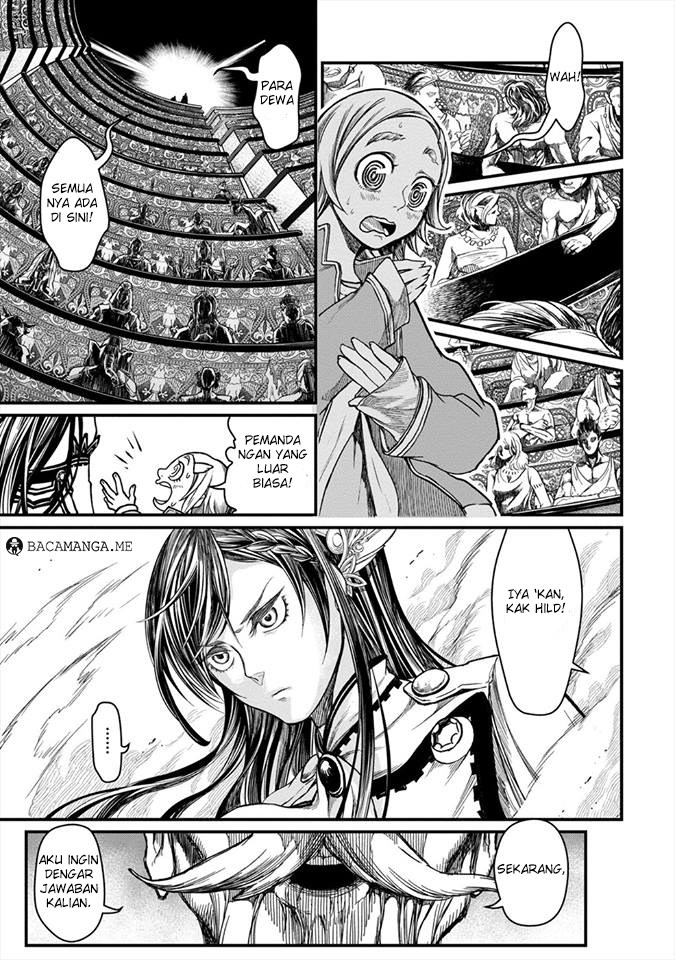 WAH!
PARA
DEWA
SEMUA
NYA ADA
DI SINI!
PEMANDA
NGAN YANG
LUAR
BIASA!
BACAMANGA.ME
IYA 'KAN,
KAK HILD!
........
SEKARANG,
AKU INGIN
DENGAR
JAWABAN
KALIAN.